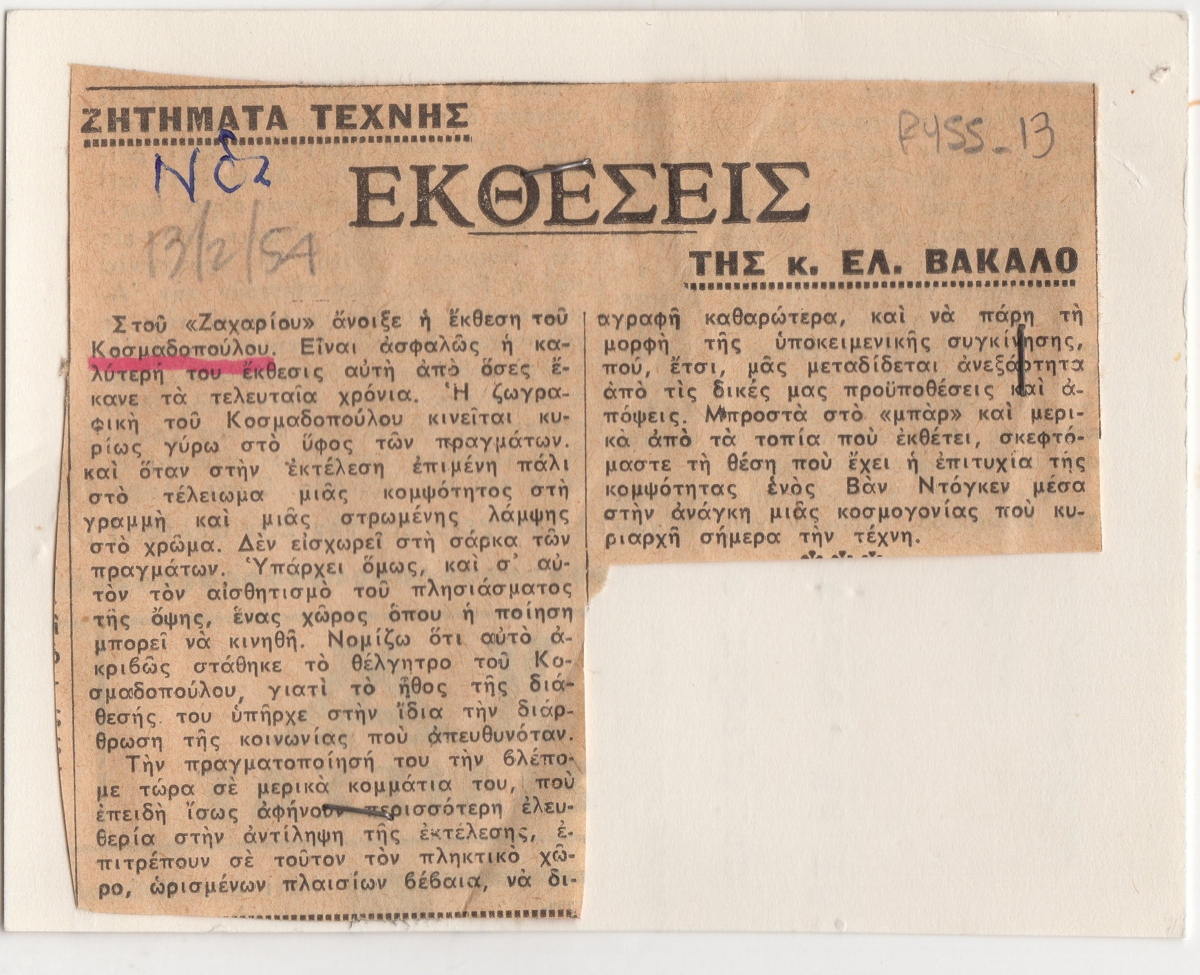 ΖΗΤΗΜΑΤΑ ΤΕΧΝΗΣ
Νέα
P455-13
13/2/54
ΕΚΘΕΣΕΙΣ
ΤΗΣ κ. ΕΛ. ΒΑΚΑΛΟ
Στοῦ «Ζαχαρίου» ἄνοιξε ἡ ἔκθεση τοῦ
Κοσμαδοπούλου. Εἶναι ἀσφαλῶς ἡ κα-
λύτερή του ἔκθεσις αὐτὴ ἀπὸ ὅσες ἔ-
κανε τὰ τελευταῖα χρόνια. Ἡ ζωγρα-
φικὴ τοῦ Κοσμαδοπούλου κινεῖται κυ-
ρίως γύρω στὸ ὕφος τῶν πραγμάτων.
καὶ ὅταν στὴν ἐκτέλεση ἐπιμένη πάλι
στὸ τέλειωμα μιᾶς κομψότητος στὴ
γραμμὴ καὶ μιᾶς στρωμένης λάμψης
στὸ χρῶμα. Δὲν εἰσχωρεῖ στὴ σάρκα τῶν
πραγμάτων. Ὑπάρχει ὅμως, καὶ σ' αὐ-
τὸν τὸν αἰσθητισμὸ τοῦ πλησιάσματος
τῆς ὄψης, ἕνας χῶρος ὅπου ἡ ποίηση
μπορεῖ νὰ κινηθῆ. Νομίζω ὅτι αὐτὸ ἀ-
κριβῶς στάθηκε τὸ θέλγητρο τοῦ Κο-
σμαδοπούλου, γιατὶ τὸ ἦθος τῆς διά-
θεσής του ὑπῆρχε στὴν ἴδια τὴν διάρ-
θρωση τῆς κοινωνίας ποὺ ἀπευθυνόταν.
Τὴν πραγματοποίησή του τὴν βλέπο-
με τώρα σὲ μερικὰ κομμάτια του, ποὺ
ἐπειδὴ ἴσως ἀφήνουν περισσότερη ἐλευ-
θερία στὴν ἀντίληψη τῆς ἐκτέλεσης, ἐ-
πιτρέπουν σὲ τοῦτον τὸν πληκτικὸ χῶ-
ρο, ὡρισμένων πλαισίων βέβαια, νὰ δι-
αγραφῆ καθαρώτερα, καὶ νὰ πάρη τὴ
μορφὴ τῆς ὑποκειμενικῆς συγκίνησης,
πού, ἔτσι, μᾶς μεταδίδεται ἀνεξάρτητα
ἀπὸ τὶς δικές μας προϋποθέσεις καὶ ἀ-
πόψεις. Μπροστὰ στὸ «μπὰρ» καὶ μερι-
κὰ ἀπὸ τὰ τοπία ποὺ ἐκθέτει, σκεφτό-
μαστε τὴ θέση ποὺ ἔχει ἡ ἐπιτυχία τῆς
κομψότητας ἑνὸς Βὰν Ντόγκεν μέσα
στὴν ἀνάγκη μιᾶς κοσμογονίας ποὺ κυ-
ριαρχῆ σήμερα τὴν τέχνη.